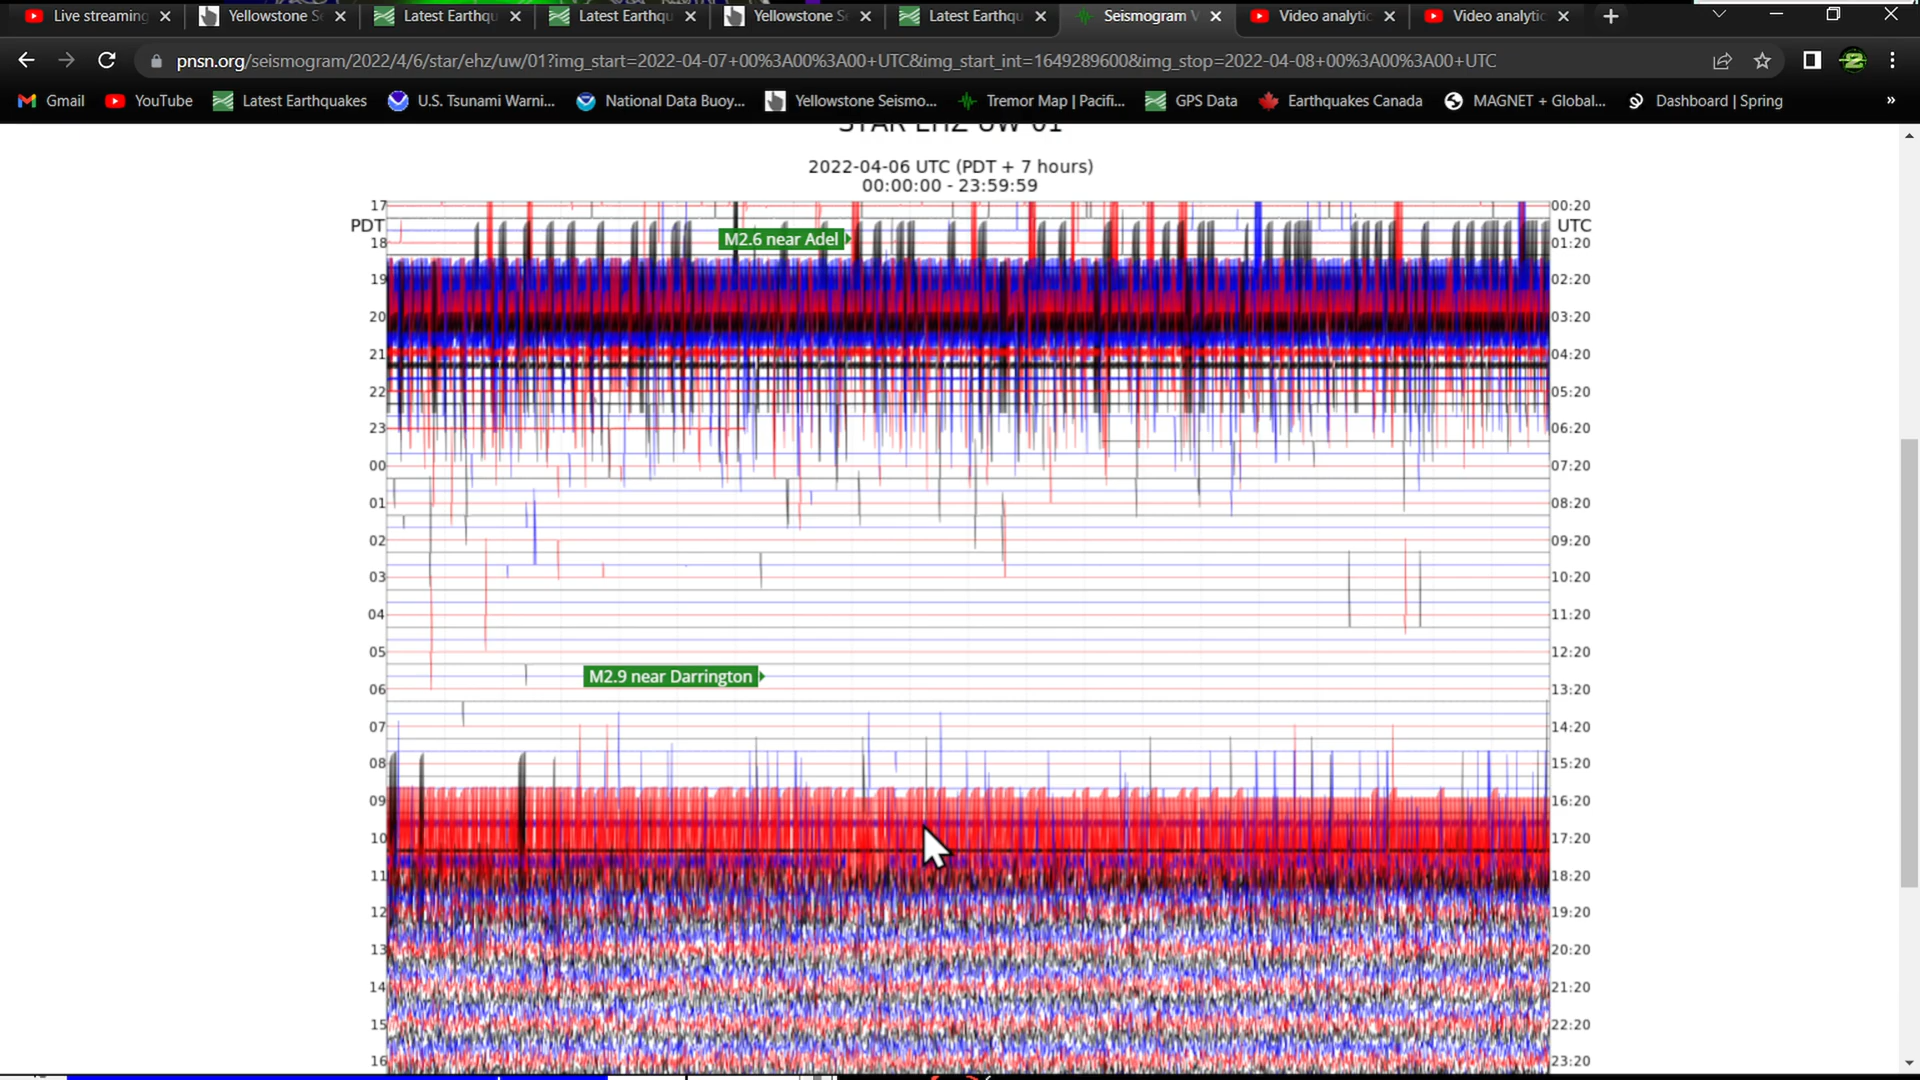 Live streaming
Yellowstone Se
Latest Earthqu
Latest Earthqu
Yellowstone Se
Latest Earthqu
Seismogram V
Video analytic
Video analytic
pnsn.org/seismogram/2022/4/6/star/ehz/uw/01?img_start=2022-04-07+00%3A00%3A00+UTC&img_start_int=1649289600&img_stop=2022-04-08+00%3A00%3A00+UTC
Gmail
YouTube
Latest Earthquakes
U.S. Tsunami Warni...
National Data Buoy...
Yellowstone Seismo...
Tremor Map | Pacifi...
GPS Data
Earthquakes Canada
MAGNET + Global...
Dashboard | Spring
»
STAR EHZ UW 01
2022-04-06 UTC (PDT + 7 hours)
00:00:00 - 23:59:59
17 00:20
PDT UTC
M2.6 near Adel
18 01:20
19 02:20
20 03:20
21 04:20
22 05:20
23 06:20
00 07:20
01 08:20
02 09:20
03 10:20
04 11:20
05 12:20
M2.9 near Darrington
06 13:20
07 14:20
08 15:20
09 16:20
10 17:20
11 18:20
12 19:20
13 20:20
14 21:20
15 22:20
16 23:20